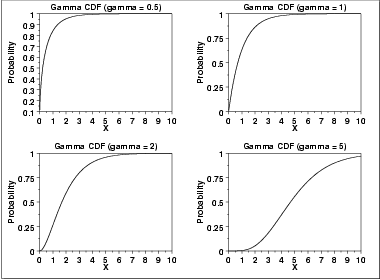 Gamma CDF (gamma = 0.5)
Probability
1
0.9
0.8
0.7
0.6
0.5
0.4
0.3
0.2
0.1
0 1 2 3 4 5 6 7 8 9 10
X
Gamma CDF (gamma = 1)
Probability
1
0.75
0.5
0.25
0
0 1 2 3 4 5 6 7 8 9 10
X
Gamma CDF (gamma = 2)
Probability
1
0.75
0.5
0.25
0
0 1 2 3 4 5 6 7 8 9 10
X
Gamma CDF (gamma = 5)
Probability
1
0.75
0.5
0.25
0
0 1 2 3 4 5 6 7 8 9 10
X